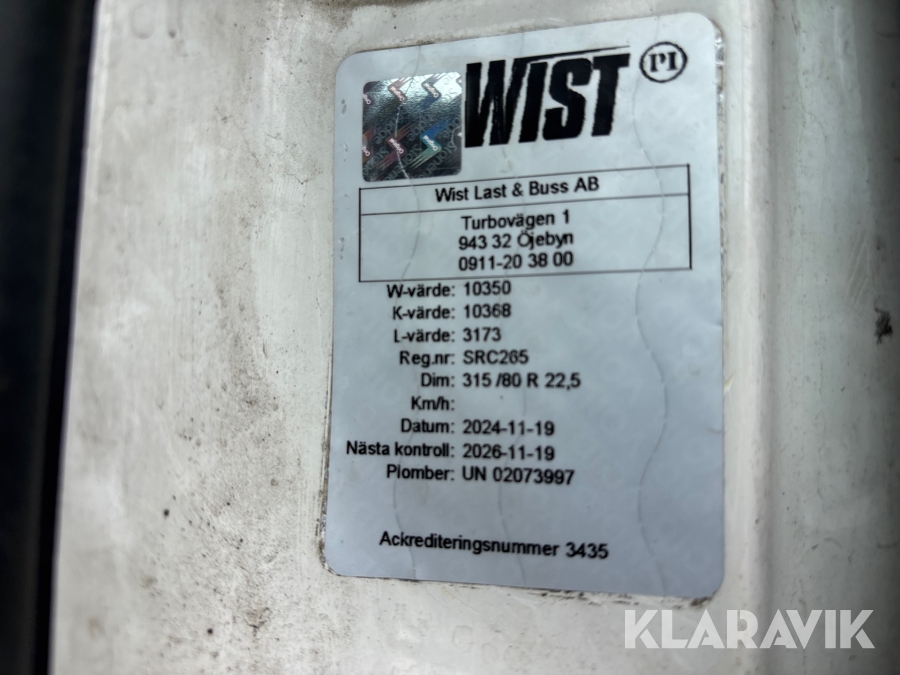 WIST PI
Wist Last & Buss AB
Turbovägen 1
943 32 Öjebyn
0911-20 38 00
W-värde: 10350
K-värde: 10368
L-värde: 3173
Reg.nr: SRC265
Dim: 315 /80 R 22,5
Km/h:
Datum: 2024-11-19
Nästa kontroll: 2026-11-19
Plomber: UN 02073997
Ackrediteringsnummer 3435
KLARAVIK